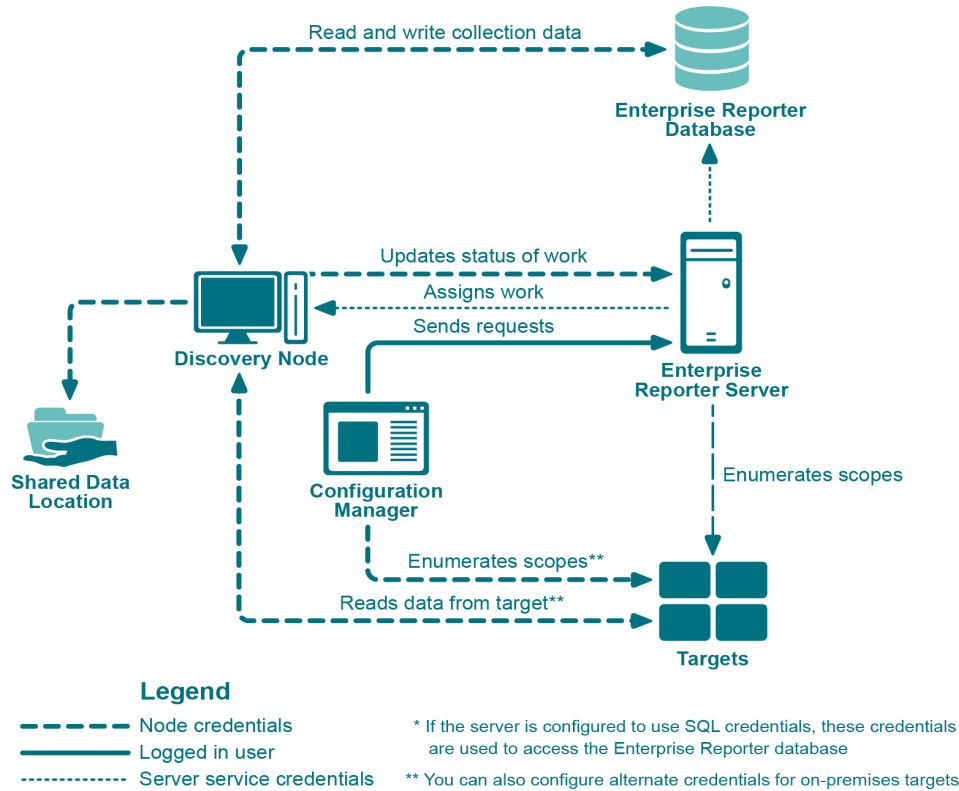 Read and write collection data
Enterprise Reporter
Database
Updates status of work
Assigns work
Sends requests
Discovery Node
Enterprise
Reporter Server
Shared Data
Location
Configuration
Manager
Enumerates scopes
Enumerates scopes**
Reads data from target**
Targets
Legend
Node credentials
Logged in user
Server service credentials
* If the server is configured to use SQL credentials, these credentials
are used to access the Enterprise Reporter database
** You can also configure alternate credentials for on-premises targets